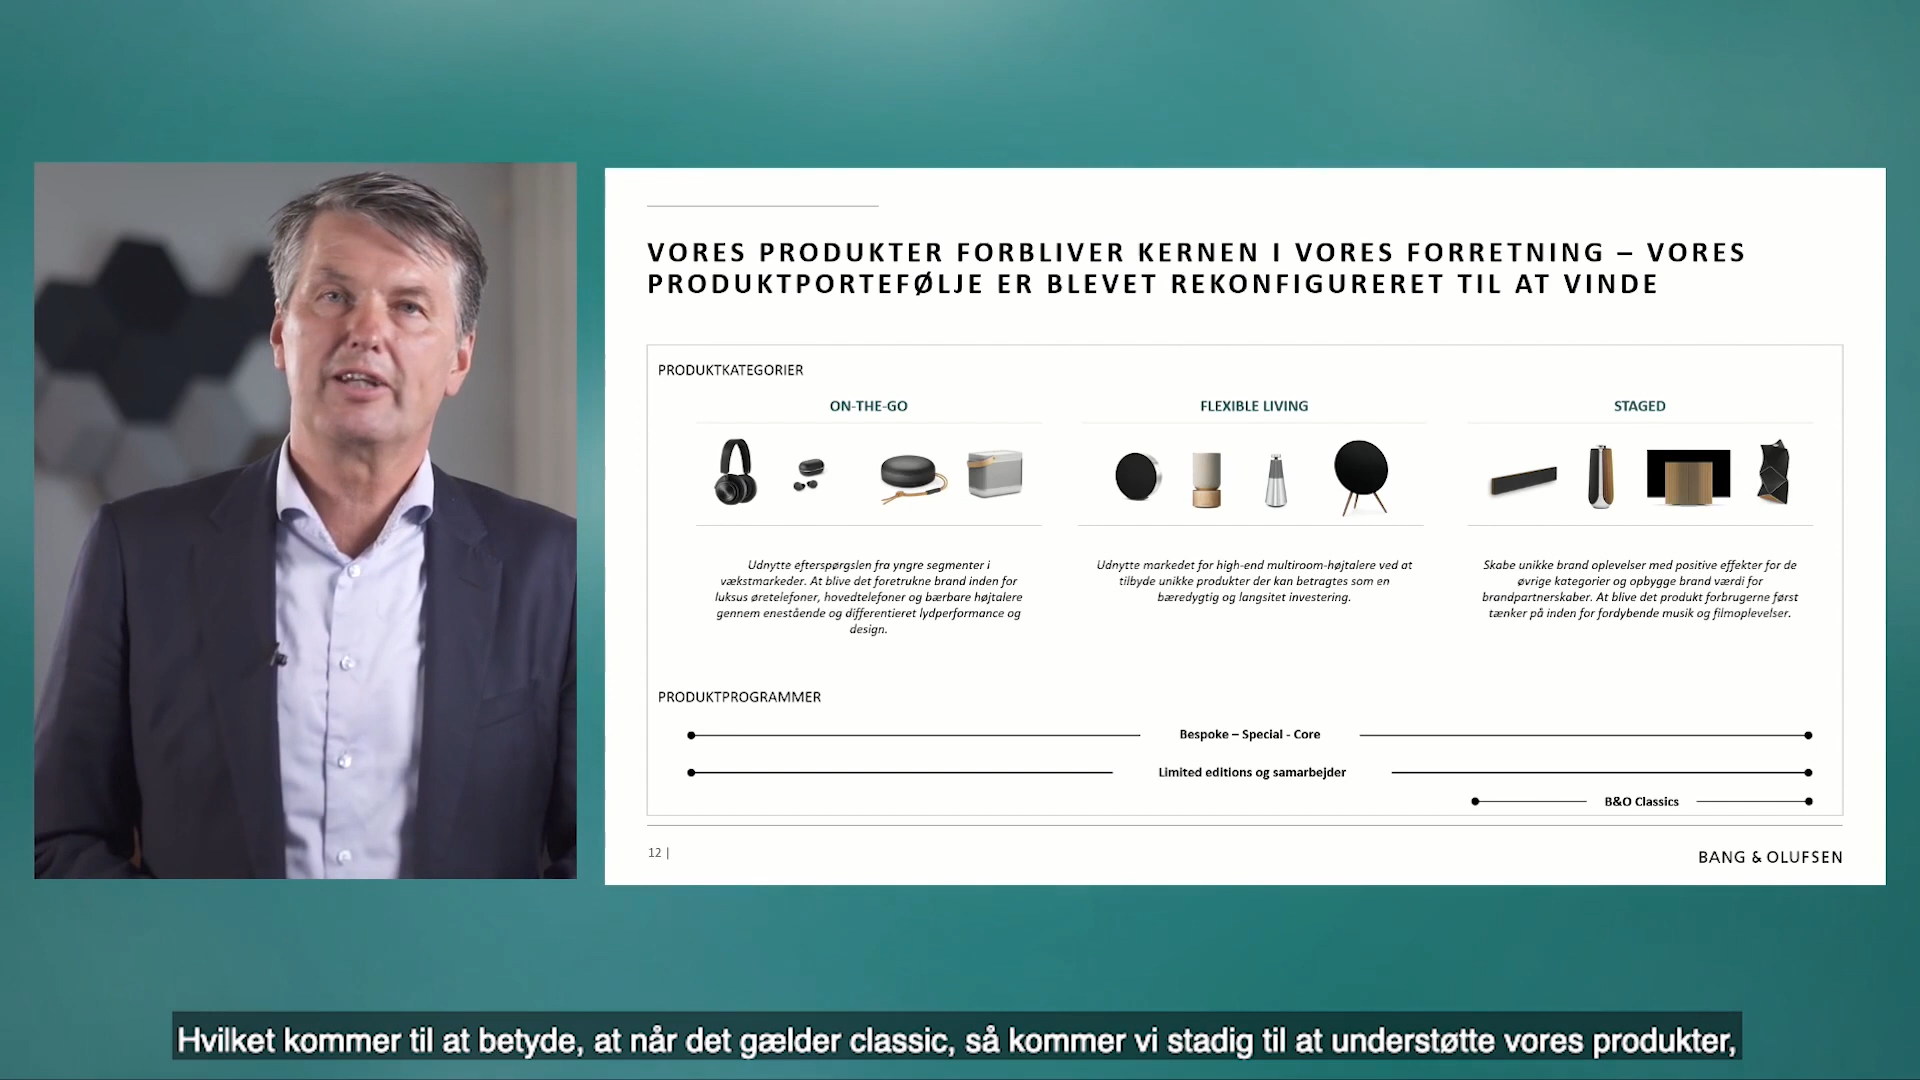 VORES PRODUKTER FORBLIVER KERNEN I VORES FORRETNING – VORES
PRODUKTPORTEFØLJE ER BLEVET REKONFIGURERET TIL AT VINDE
PRODUKTKATEGORIER
ON-THE-GO
Udnytte efterspørgslen fra yngre segmenter i
vækstmarkeder. At blive det foretrukne brand inden for
luksus øretelefoner, hovedtelefoner og bærbare højtalere
gennem enestående og differentieret lydperformance og
design.
FLEXIBLE LIVING
Udnytte markedet for high-end multiroom-højtalere ved at
tilbyde unikke produkter der kan betragtes som en
bæredygtig og langsitet investering.
STAGED
Skabe unikke brand oplevelser med positive effekter for de
øvrige kategorier og opbygge brand værdi for
brandpartnerskaber. At blive det produkt forbrugerne først
tænker på inden for fordybende musik og filmoplevelser.
PRODUKTPROGRAMMER
Bespoke – Special - Core
Limited editions og samarbejder
B&O Classics
12 |
BANG & OLUFSEN
Hvilket kommer til at betyde, at når det gælder classic, så kommer vi stadig til at understøtte vores produkter,